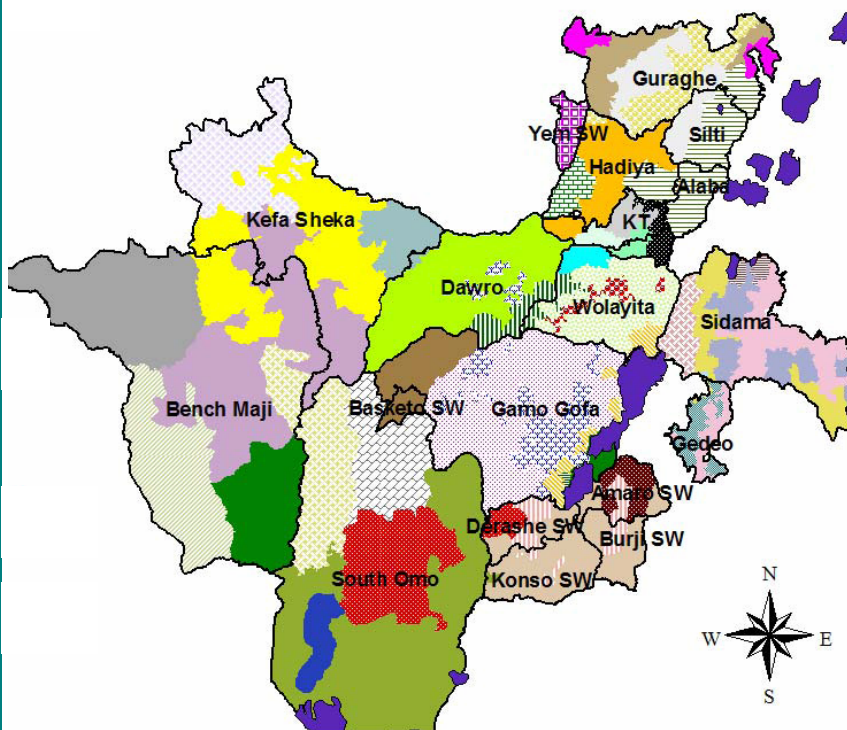 Guraghe
Yem SW
Silti
Hadiya
Alaba
KT
Kefa Sheka
Dawro
Wolayita
Sidama
Bench Maji
Basketo SW
Gamo Gofa
Gedeo
Amaro SW
Derashe SW
Burji SW
South Omo
Konso SW
N
W
E
S